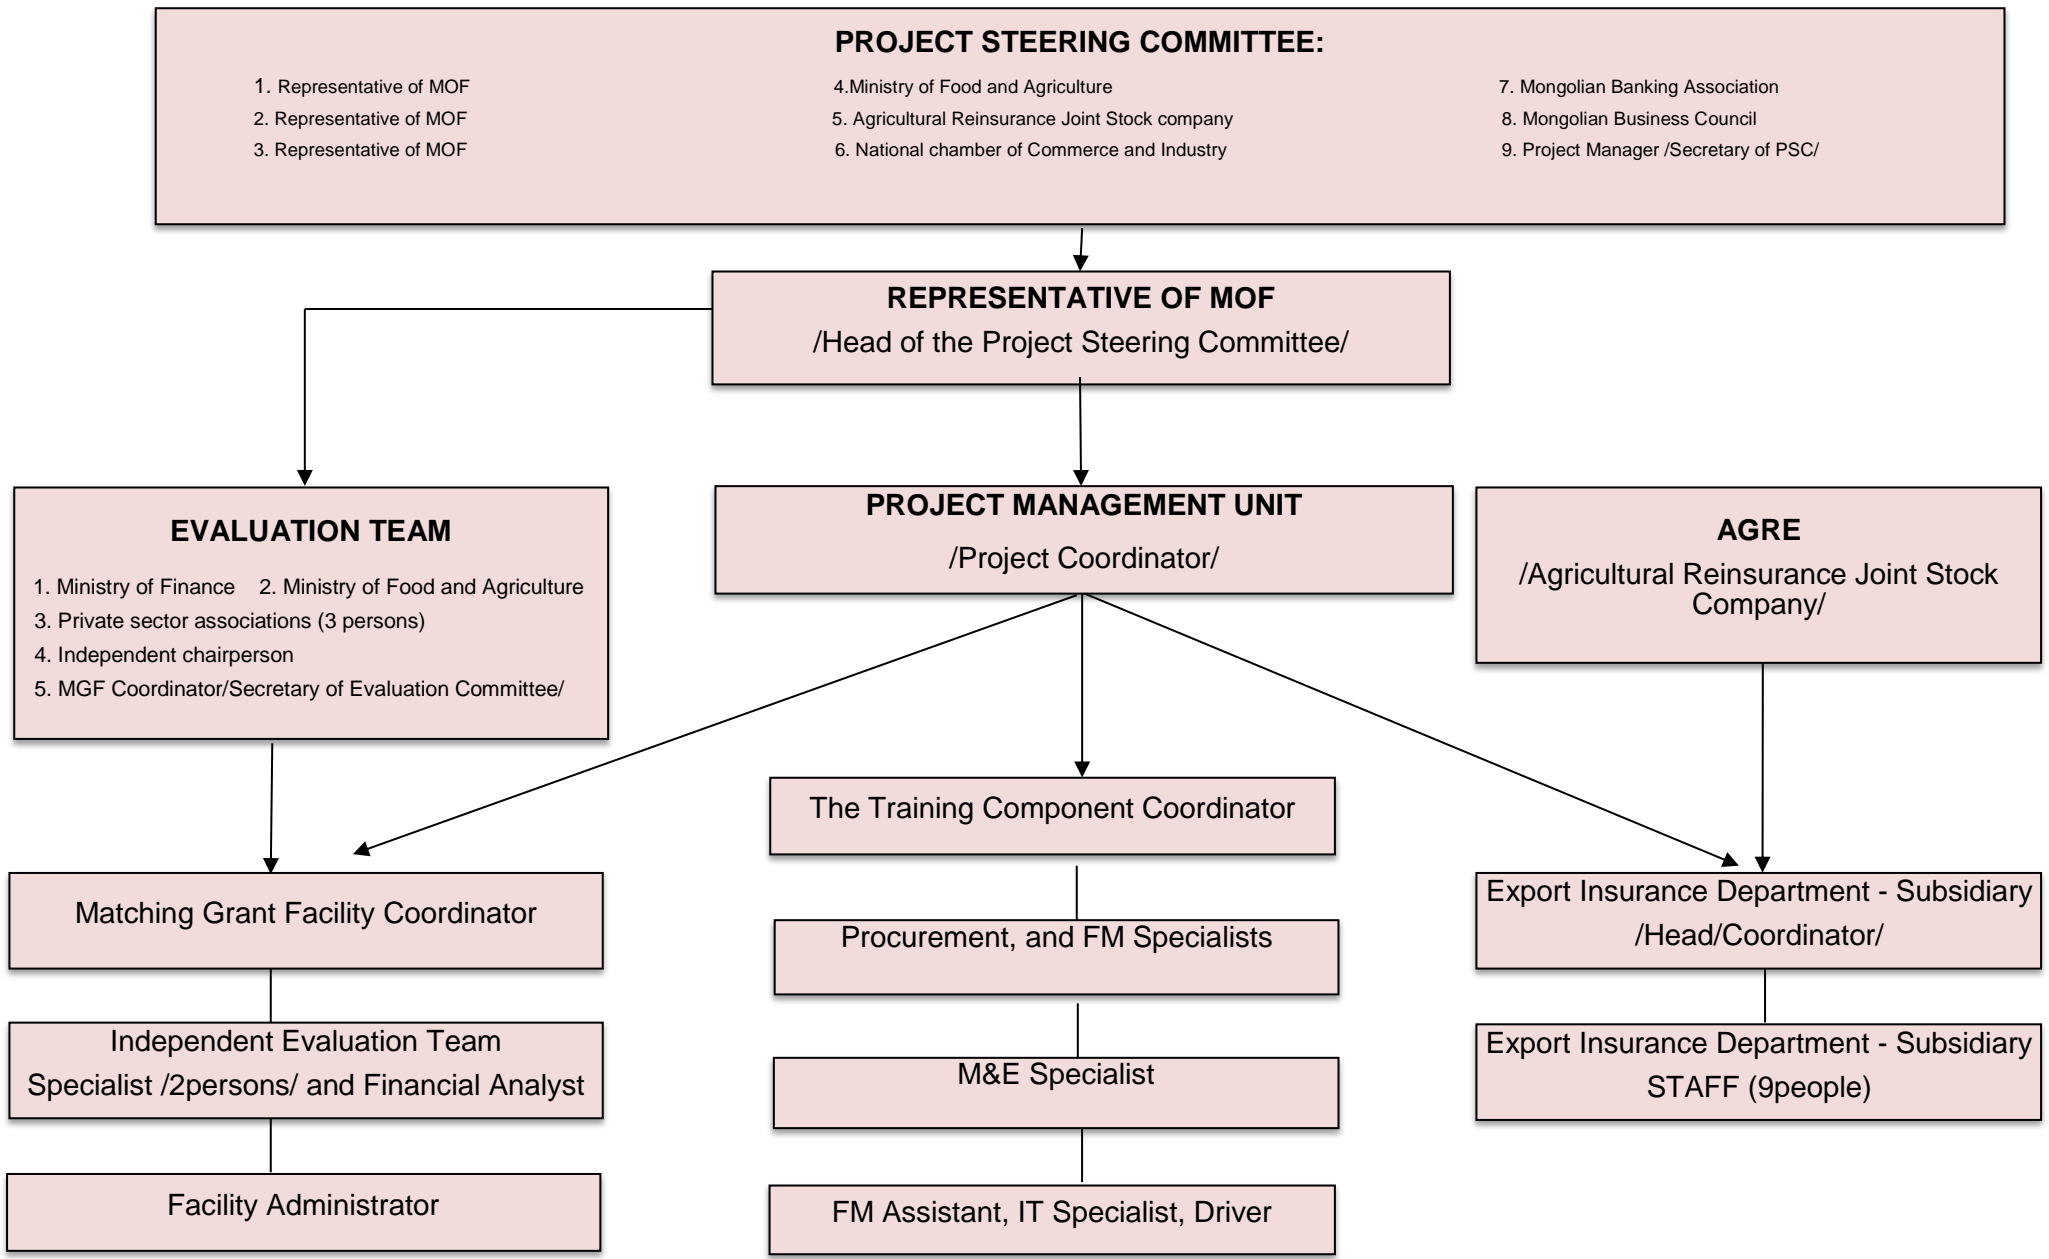 PROJECT STEERING COMMITTEE:
1. Representative of MOF
2. Representative of MOF
3. Representative of MOF
4.Ministry of Food and Agriculture
5. Agricultural Reinsurance Joint Stock company
6. National chamber of Commerce and Industry
7. Mongolian Banking Association
8. Mongolian Business Council
9. Project Manager /Secretary of PSC/
REPRESENTATIVE OF MOF
/Head of the Project Steering Committee/
EVALUATION TEAM
1. Ministry of Finance 2. Ministry of Food and Agriculture
3. Private sector associations (3 persons)
4. Independent chairperson
5. MGF Coordinator/Secretary of Evaluation Committee/
PROJECT MANAGEMENT UNIT
/Project Coordinator/
AGRE
/Agricultural Reinsurance Joint Stock
Company/
The Training Component Coordinator
Matching Grant Facility Coordinator
Procurement, and FM Specialists
Export Insurance Department - Subsidiary
/Head/Coordinator/
Independent Evaluation Team
Specialist /2persons/ and Financial Analyst
M&E Specialist
Export Insurance Department - Subsidiary
STAFF (9people)
Facility Administrator
FM Assistant, IT Specialist, Driver